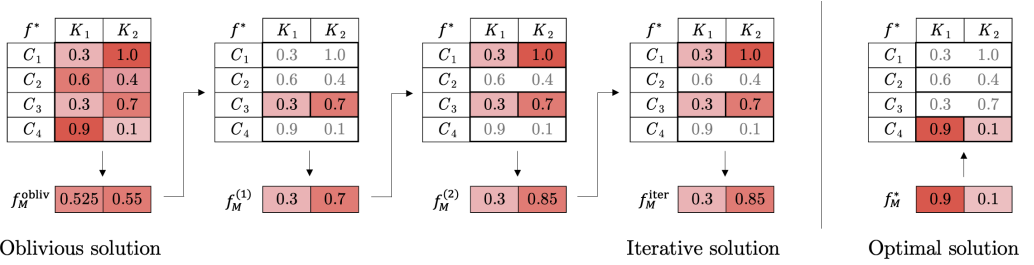 f* K₁ K₂ f* K₁ K₂ f* K₁ K₂ f* K₁ K₂ f* K₁ K₂
C₁ 0.3 1.0 C₁ 0.3 1.0 C₁ 0.3 1.0 C₁ 0.3 1.0 C₁ 0.3 1.0
C₂ 0.6 0.4 C₂ 0.6 0.4 C₂ 0.6 0.4 C₂ 0.6 0.4 C₂ 0.6 0.4
C₃ 0.3 0.7 C₃ 0.3 0.7 C₃ 0.3 0.7 C₃ 0.3 0.7 C₃ 0.3 0.7
C₄ 0.9 0.1 C₄ 0.9 0.1 C₄ 0.9 0.1 C₄ 0.9 0.1 C₄ 0.9 0.1
f_M^obliv 0.525 0.55 f_M^(1) 0.3 0.7 f_M^(2) 0.3 0.85 f_M^iter 0.3 0.85 f_M^* 0.9 0.1
Oblivious solution Iterative solution Optimal solution